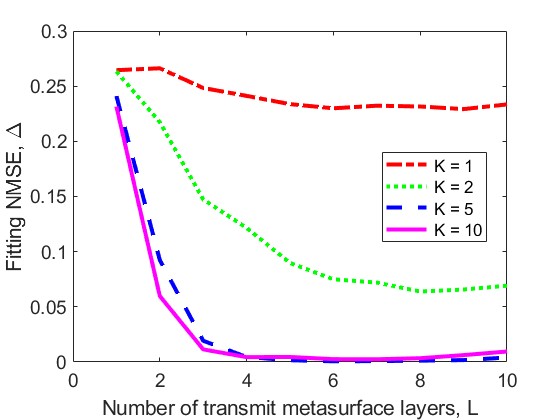 0.3
0.25
0.2
0.15
0.1
0.05
0
Fitting NMSE, Δ
K = 1
K = 2
K = 5
K = 10
0 2 4 6 8 10
Number of transmit metasurface layers, L